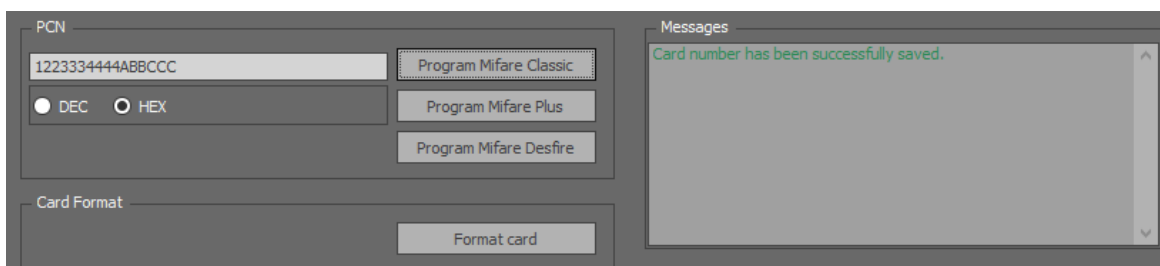 PCN
1223334444ABBCCC
DEC HEX
Program Mifare Classic
Program Mifare Plus
Program Mifare Desfire
Card Format
Format card
Messages
Card number has been successfully saved.